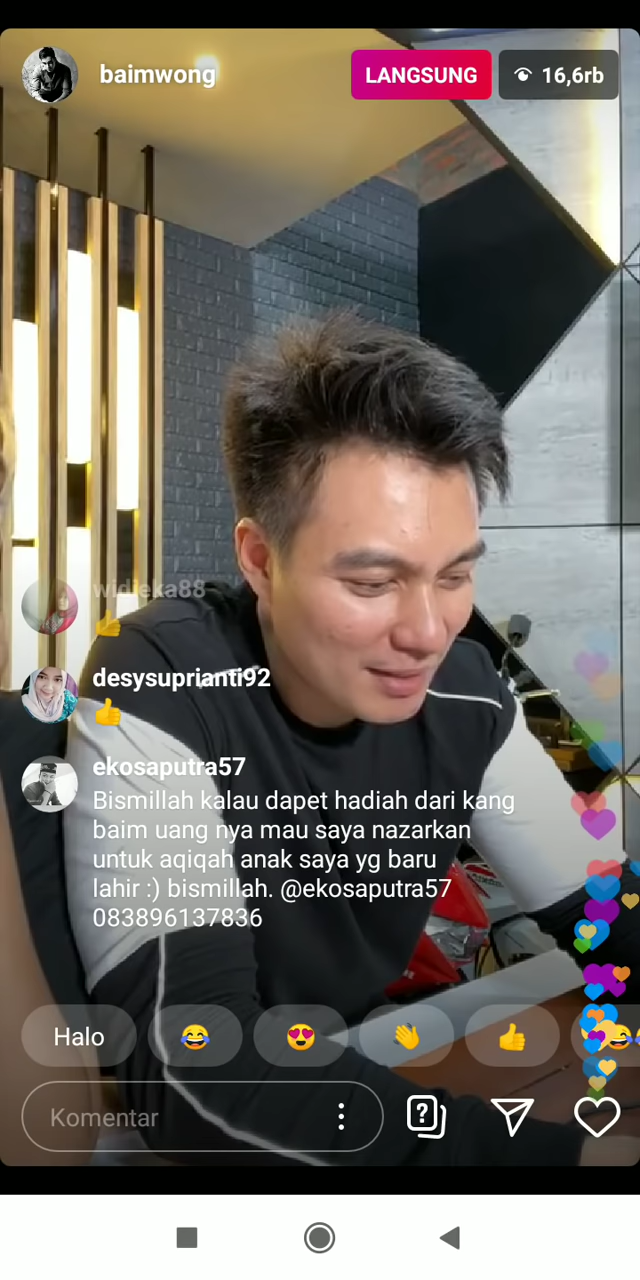 baimwong
LANGSUNG
16,6rb
widieka88
👍
desysuprianti92
👍
ekosaputra57
Bismillah kalau dapet hadiah dari kang
baim uang nya mau saya nazarkan
untuk aqiqah anak saya yg baru
lahir :) bismillah. @ekosaputra57
083896137836
Halo 😂 😍 👋 👍
Komentar